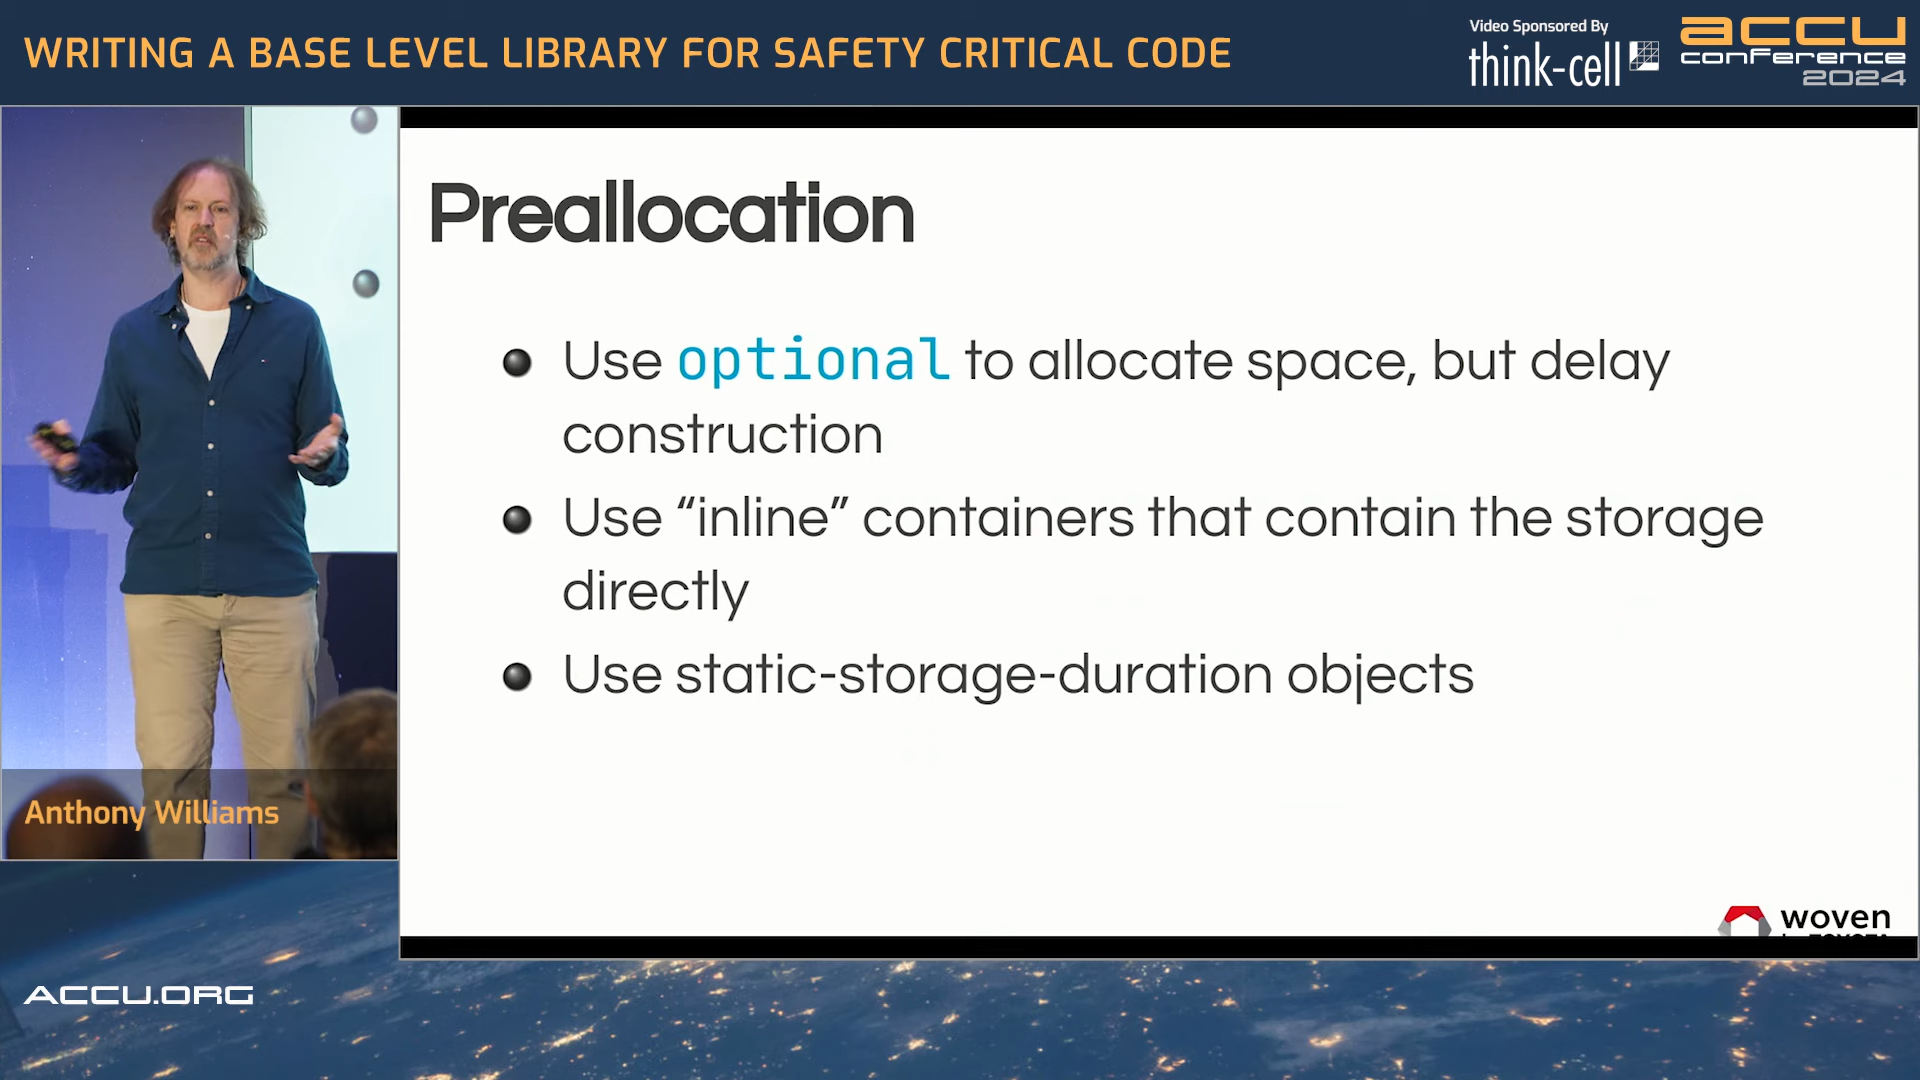 WRITING A BASE LEVEL LIBRARY FOR SAFETY CRITICAL CODE
Video Sponsored By
think-cell
accu
conference
2024
Preallocation
Use optional to allocate space, but delay
construction
Use “inline” containers that contain the storage
directly
Use static-storage-duration objects
Anthony Williams
woven
ACCU.ORG